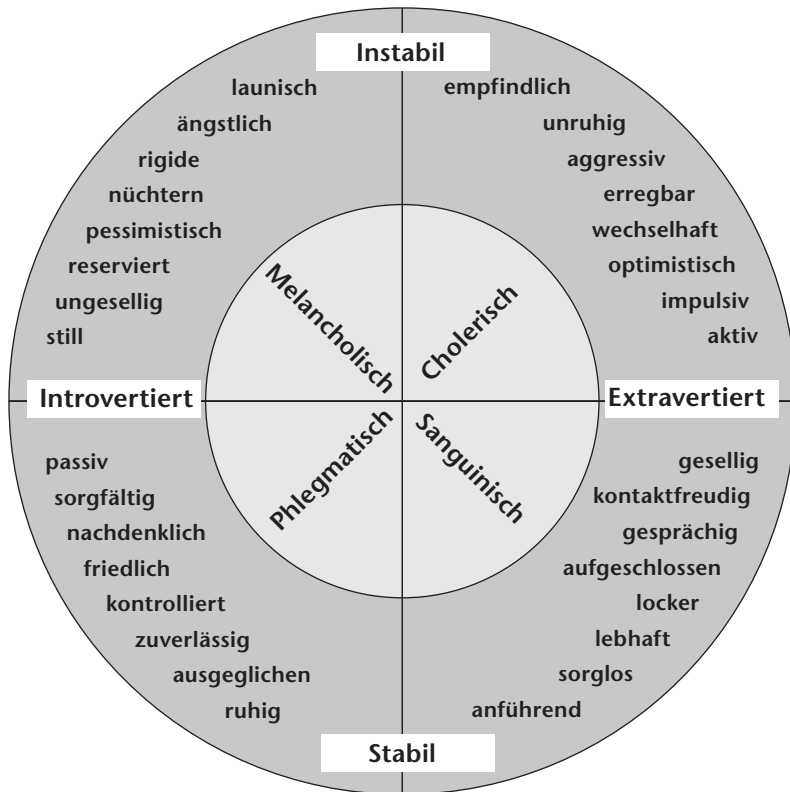 Instabil
launisch
ängstlich
rigide
nüchtern
pessimistisch
reserviert
ungesellig
still
empfindlich
unruhig
aggressiv
erregbar
wechselhaft
optimistisch
impulsiv
aktiv
Melancholisch
Cholerisch
Introvertiert
Extravertiert
Phlegmatisch
Sanguinisch
passiv
sorgfältig
nachdenklich
friedlich
kontrolliert
zuverlässig
ausgeglichen
ruhig
gesellig
kontaktfreudig
gesprächig
aufgeschlossen
locker
lebhaft
sorglos
anführend
Stabil